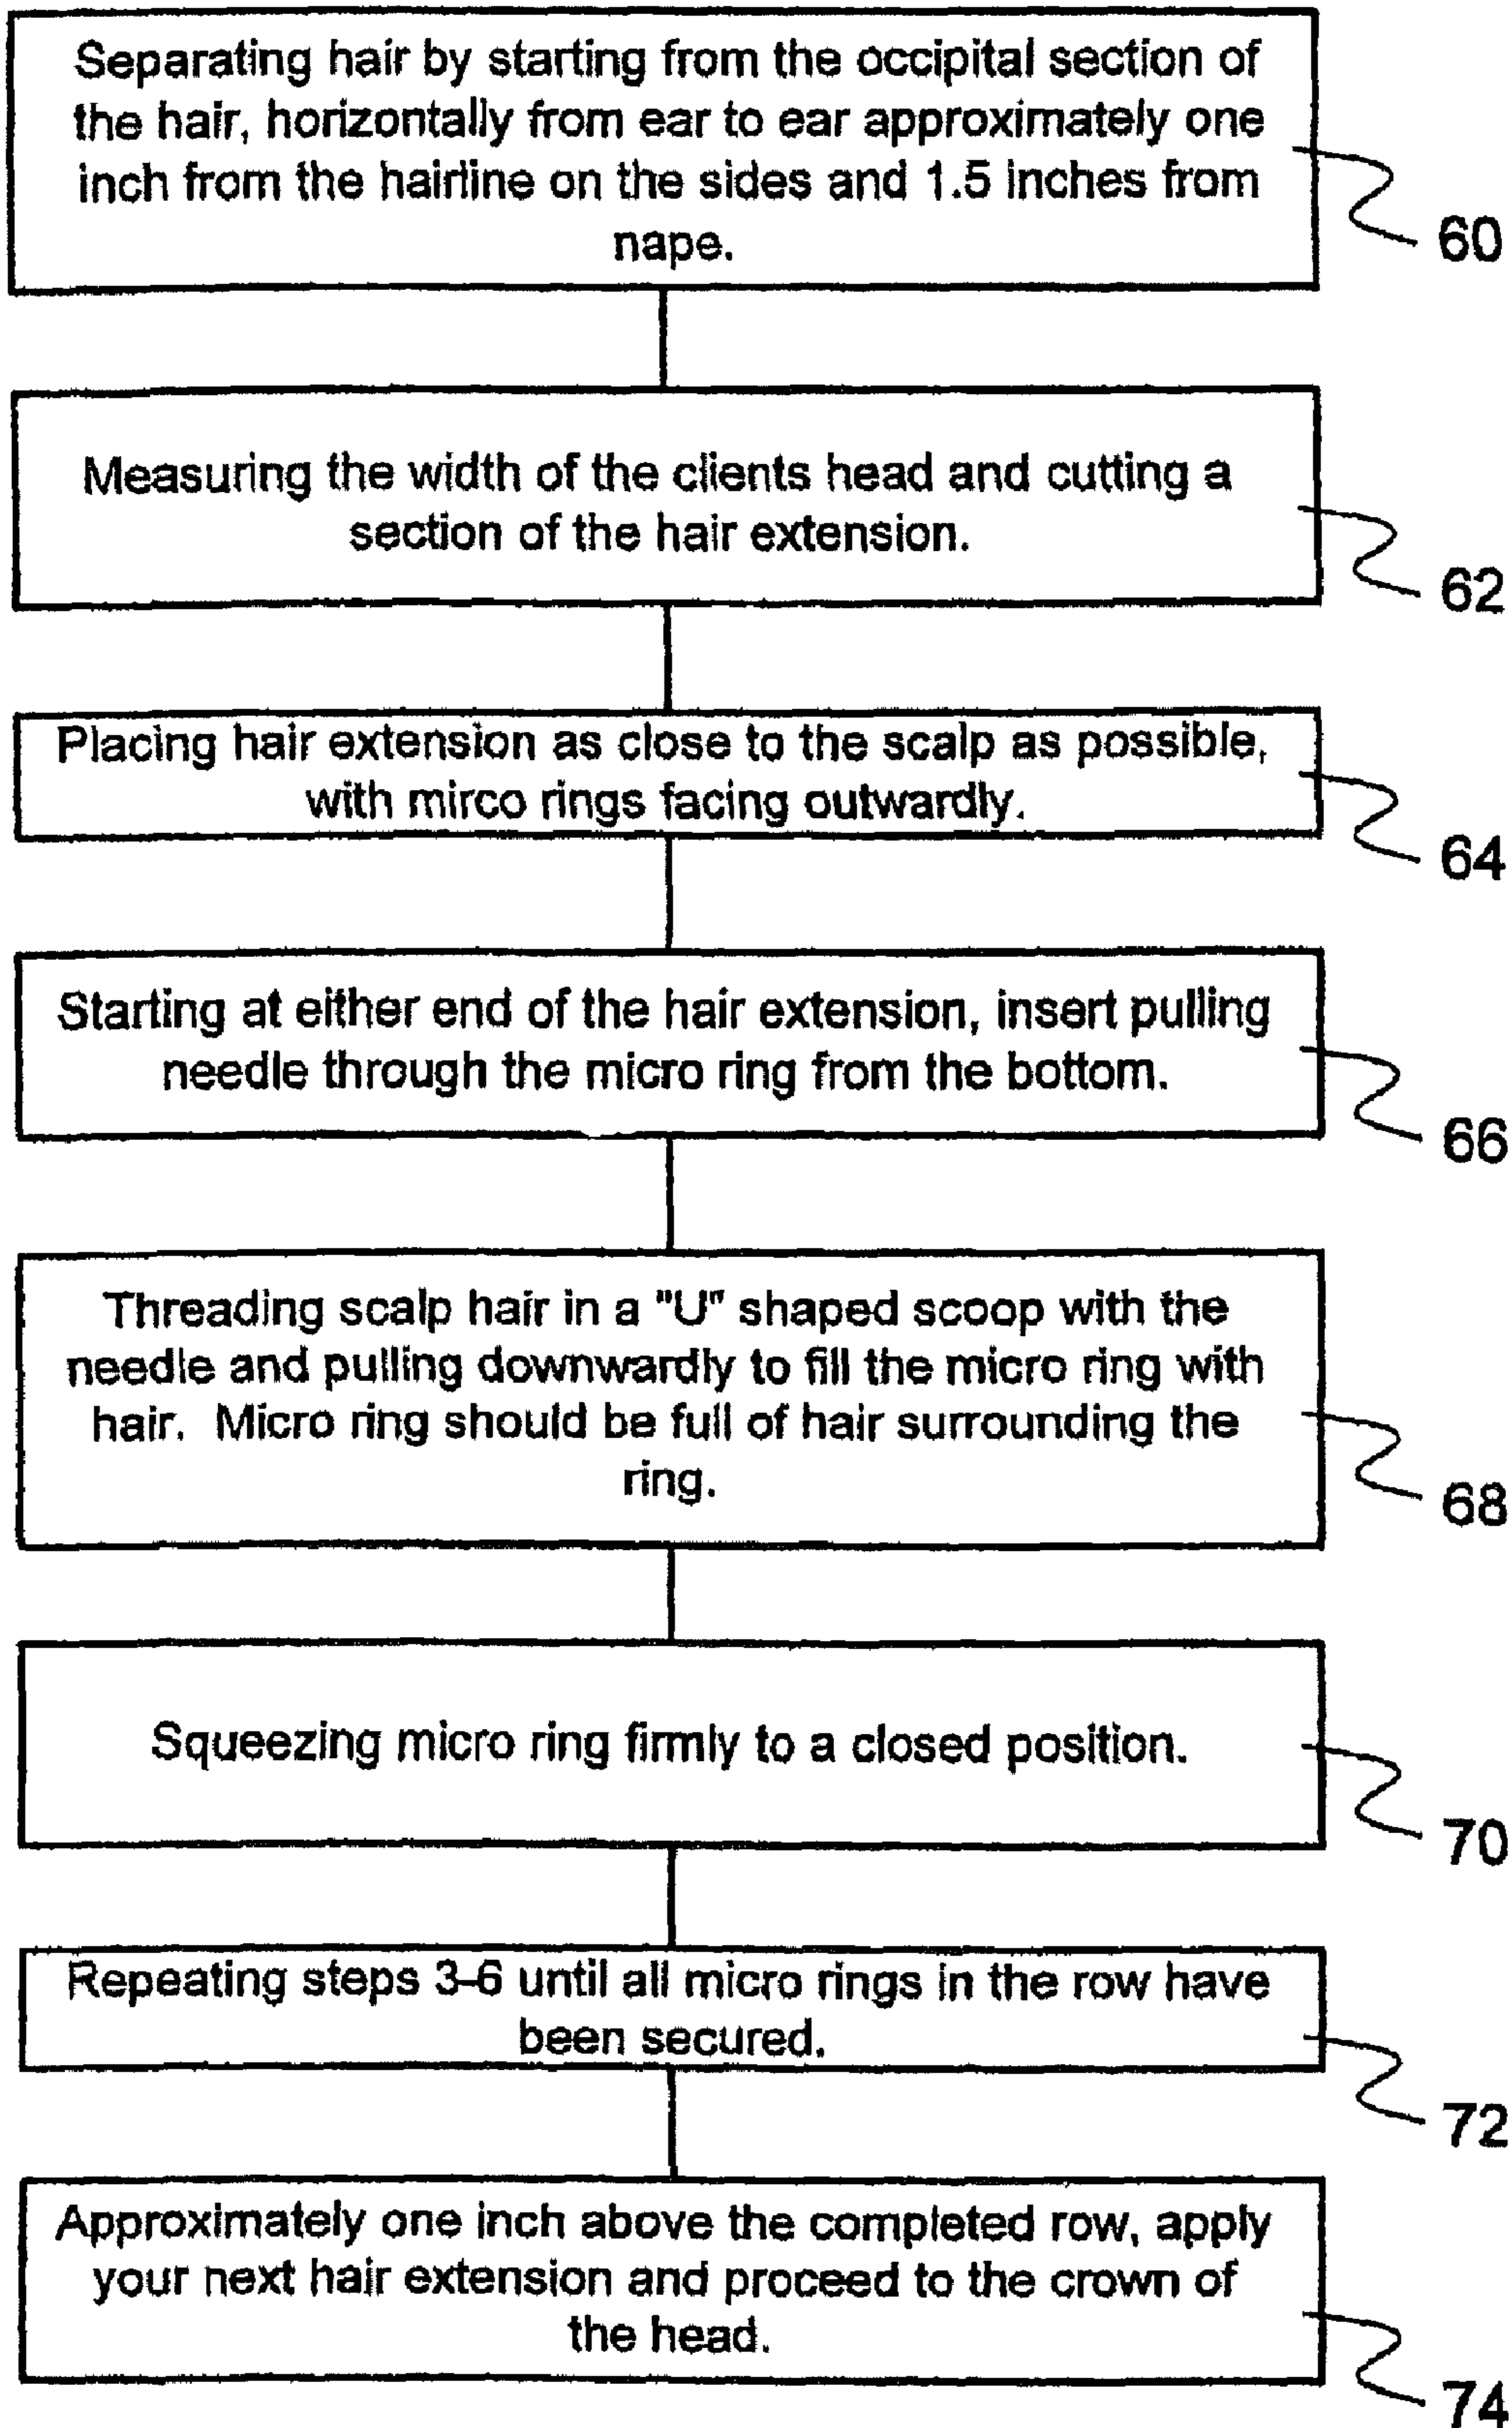 Separating hair by starting from the occipital section of
the hair, horizontally from ear to ear approximately one
inch from the hairline on the sides and 1.5 inches from
nape.
60
Measuring the width of the clients head and cutting a
section of the hair extension.
62
Placing hair extension as close to the scalp as possible,
with mirco rings facing outwardly.
64
Starting at either end of the hair extension, insert pulling
needle through the micro ring from the bottom.
66
Threading scalp hair in a "U" shaped scoop with the
needle and pulling downwardly to fill the micro ring with
hair. Micro ring should be full of hair surrounding the
ring.
68
Squeezing micro ring firmly to a closed position.
70
Repeating steps 3-6 until all micro rings in the row have
been secured.
72
Approximately one inch above the completed row, apply
your next hair extension and proceed to the crown of
the head.
74